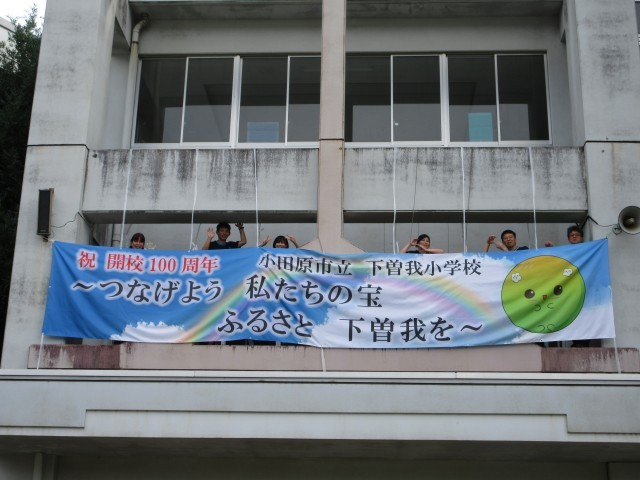 祝 開校100周年 小田原市立 下曽我小学校
～つなげよう 私たちの宝
ふるさと 下曽我を～